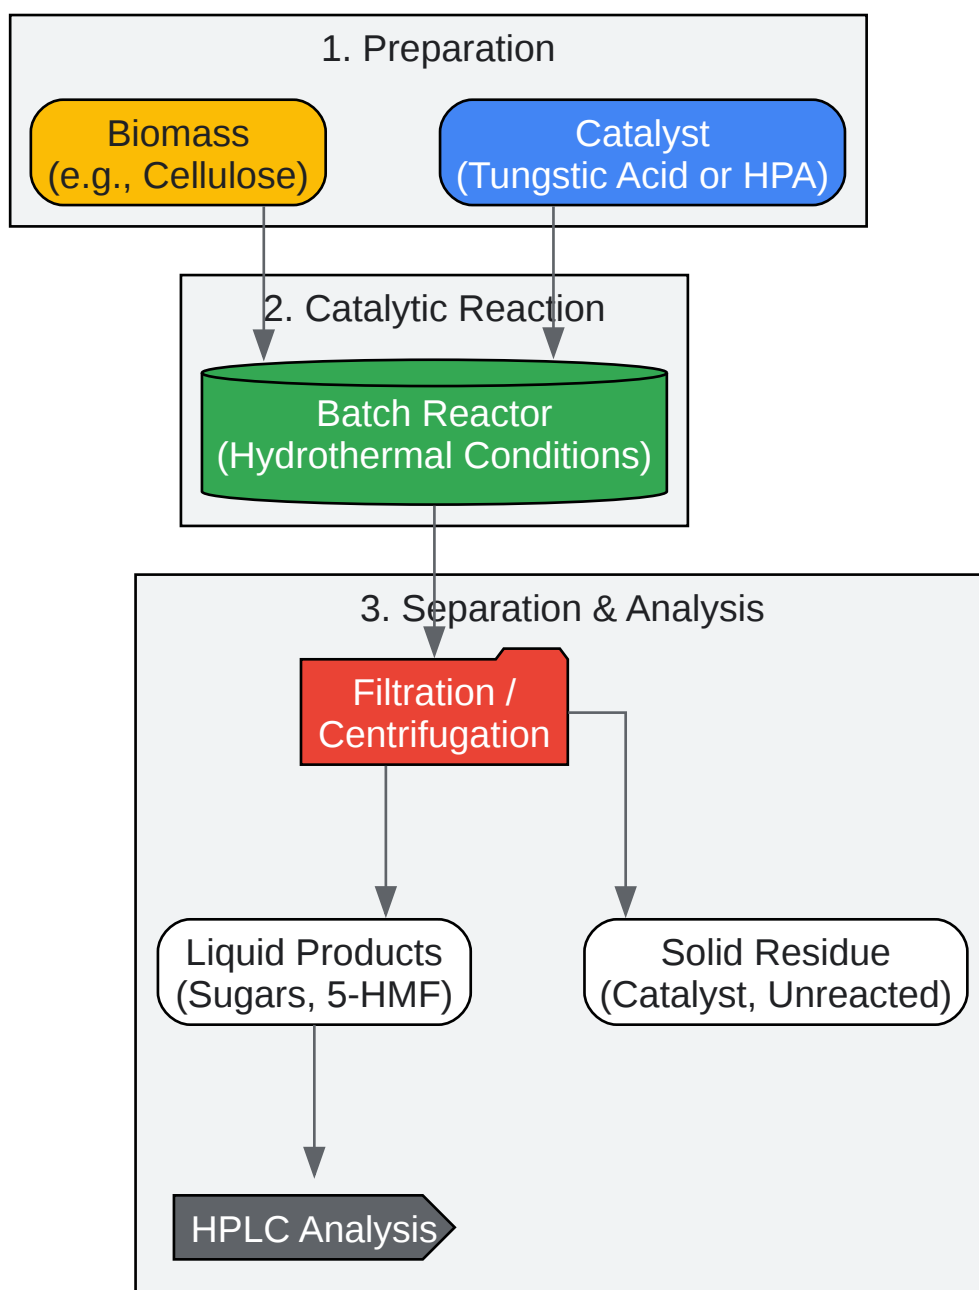 1. Preparation
Biomass
(e.g., Cellulose)
Catalyst
(Tungstic Acid or HPA)
2. Catalytic Reaction
Batch Reactor
(Hydrothermal Conditions)
3. Separation & Analysis
Filtration /
Centrifugation
Liquid Products
(Sugars, 5-HMF)
Solid Residue
(Catalyst, Unreacted)
HPLC Analysis